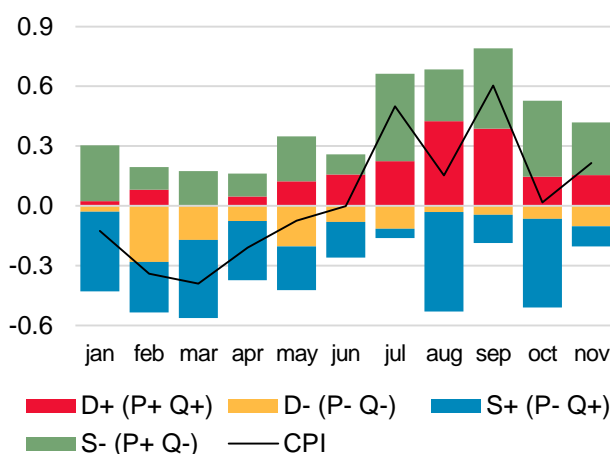 0.9
0.6
0.3
0.0
-0.3
-0.6
jan feb mar apr may jun jul aug sep oct nov
D+ (P+ Q+) D- (P- Q-) S+ (P- Q+)
S- (P+ Q-) CPI